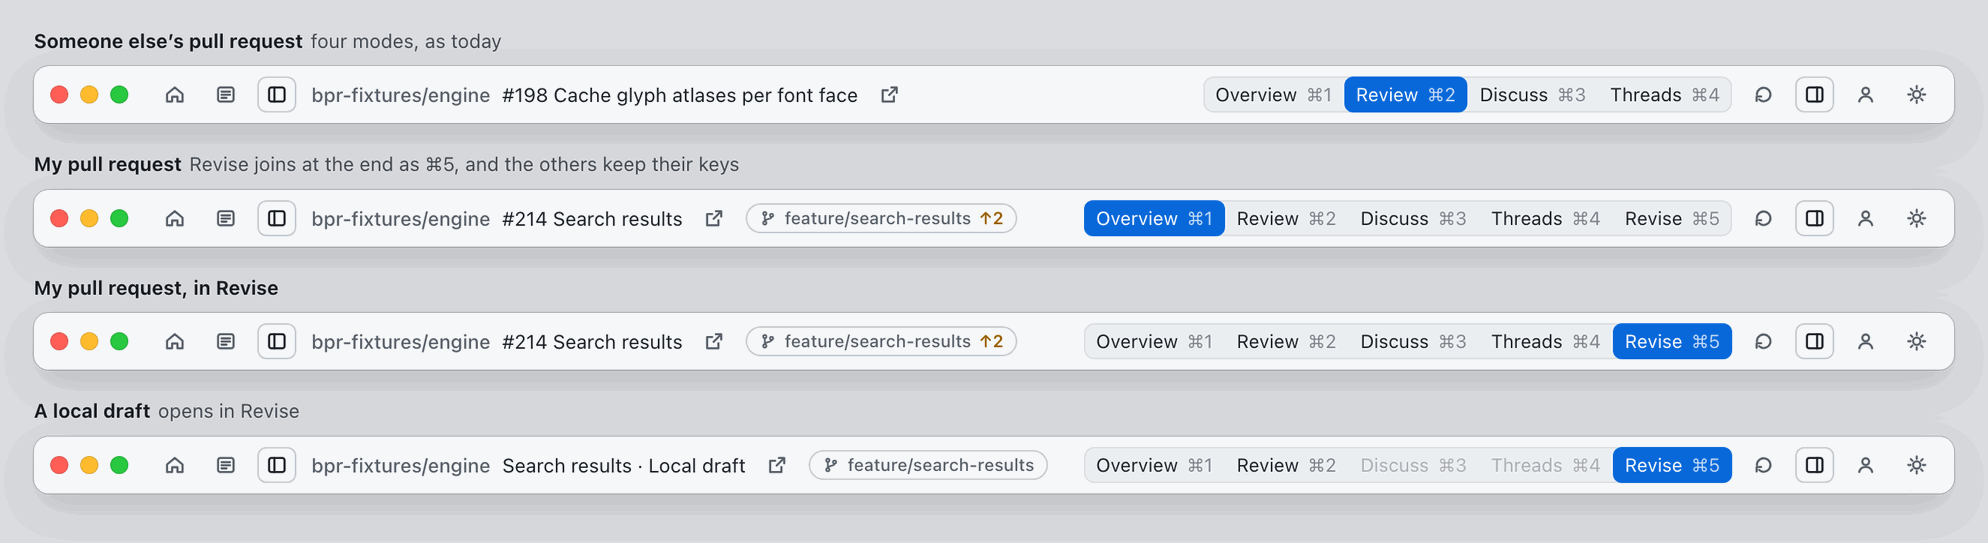 Someone else’s pull request four modes, as today
bpr-fixtures/engine #198 Cache glyph atlases per font face Overview ⌘1 Review ⌘2 Discuss ⌘3 Threads ⌘4
My pull request Revise joins at the end as ⌘5, and the others keep their keys
bpr-fixtures/engine #214 Search results feature/search-results ↑2 Overview ⌘1 Review ⌘2 Discuss ⌘3 Threads ⌘4 Revise ⌘5
My pull request, in Revise
bpr-fixtures/engine #214 Search results feature/search-results ↑2 Overview ⌘1 Review ⌘2 Discuss ⌘3 Threads ⌘4 Revise ⌘5
A local draft opens in Revise
bpr-fixtures/engine Search results · Local draft feature/search-results Overview ⌘1 Review ⌘2 Discuss ⌘3 Threads ⌘4 Revise ⌘5